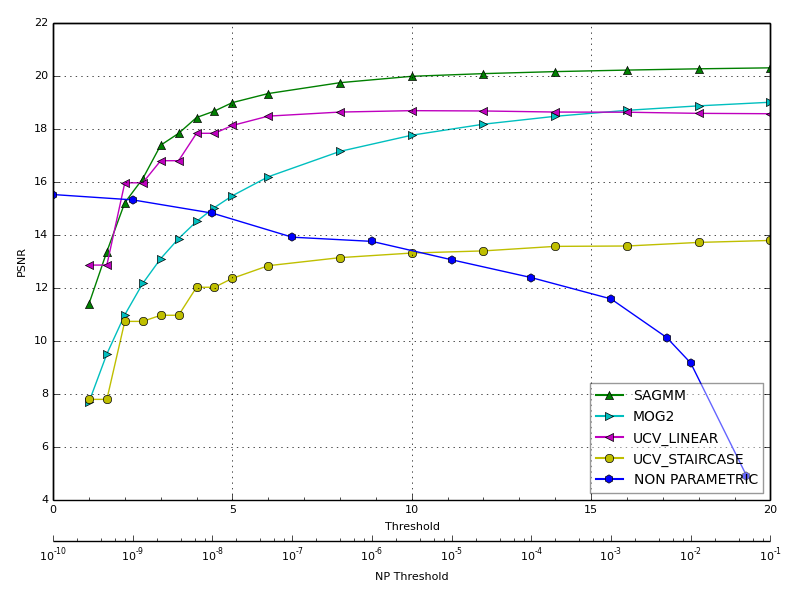 22
20
18
16
14
12
10
8
6
4
PSNR
SAGMM
MOG2
UCV_LINEAR
UCV_STAIRCASE
NON PARAMETRIC
0 5 10 15 20
Threshold
10^-10 10^-9 10^-8 10^-7 10^-6 10^-5 10^-4 10^-3 10^-2 10^-1
NP Threshold